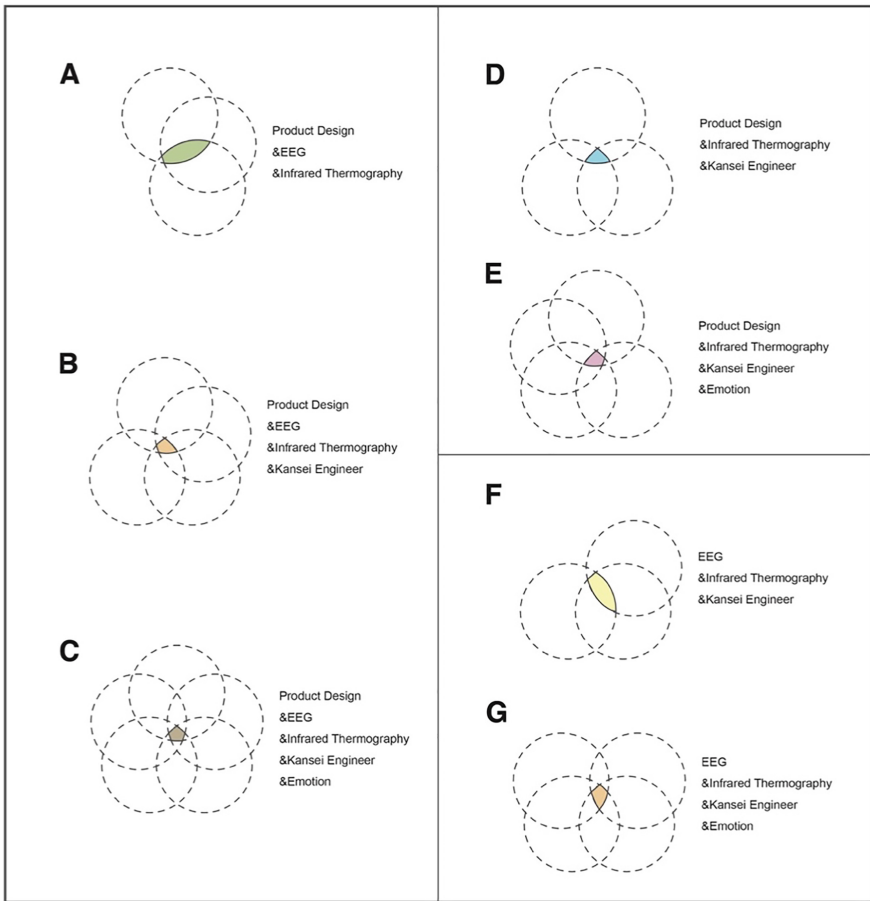 A
Product Design
&EEG
&Infrared Thermography
B
Product Design
&EEG
&Infrared Thermography
&Kansei Engineer
C
Product Design
&EEG
&Infrared Thermography
&Kansei Engineer
&Emotion
D
Product Design
&Infrared Thermography
&Kansei Engineer
E
Product Design
&Infrared Thermography
&Kansei Engineer
&Emotion
F
EEG
&Infrared Thermography
&Kansei Engineer
G
EEG
&Infrared Thermography
&Kansei Engineer
&Emotion